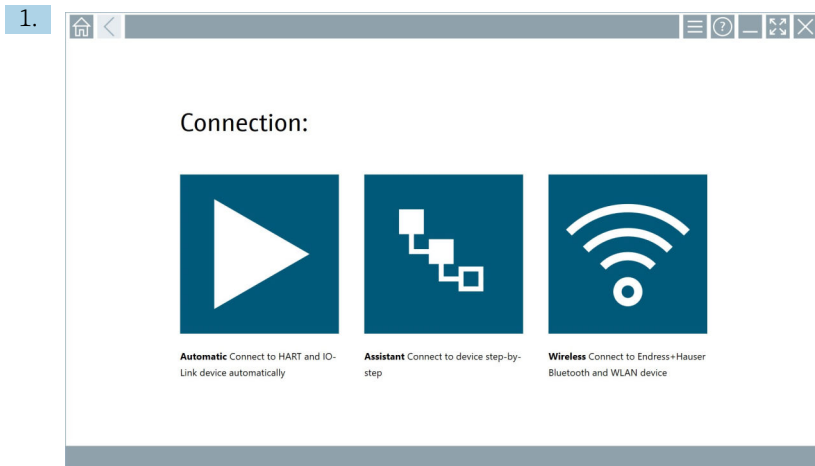 1.
Connection:
Automatic Connect to HART and IO-
Link device automatically
Assistant Connect to device step-by-
step
Wireless Connect to Endress+Hauser
Bluetooth and WLAN device